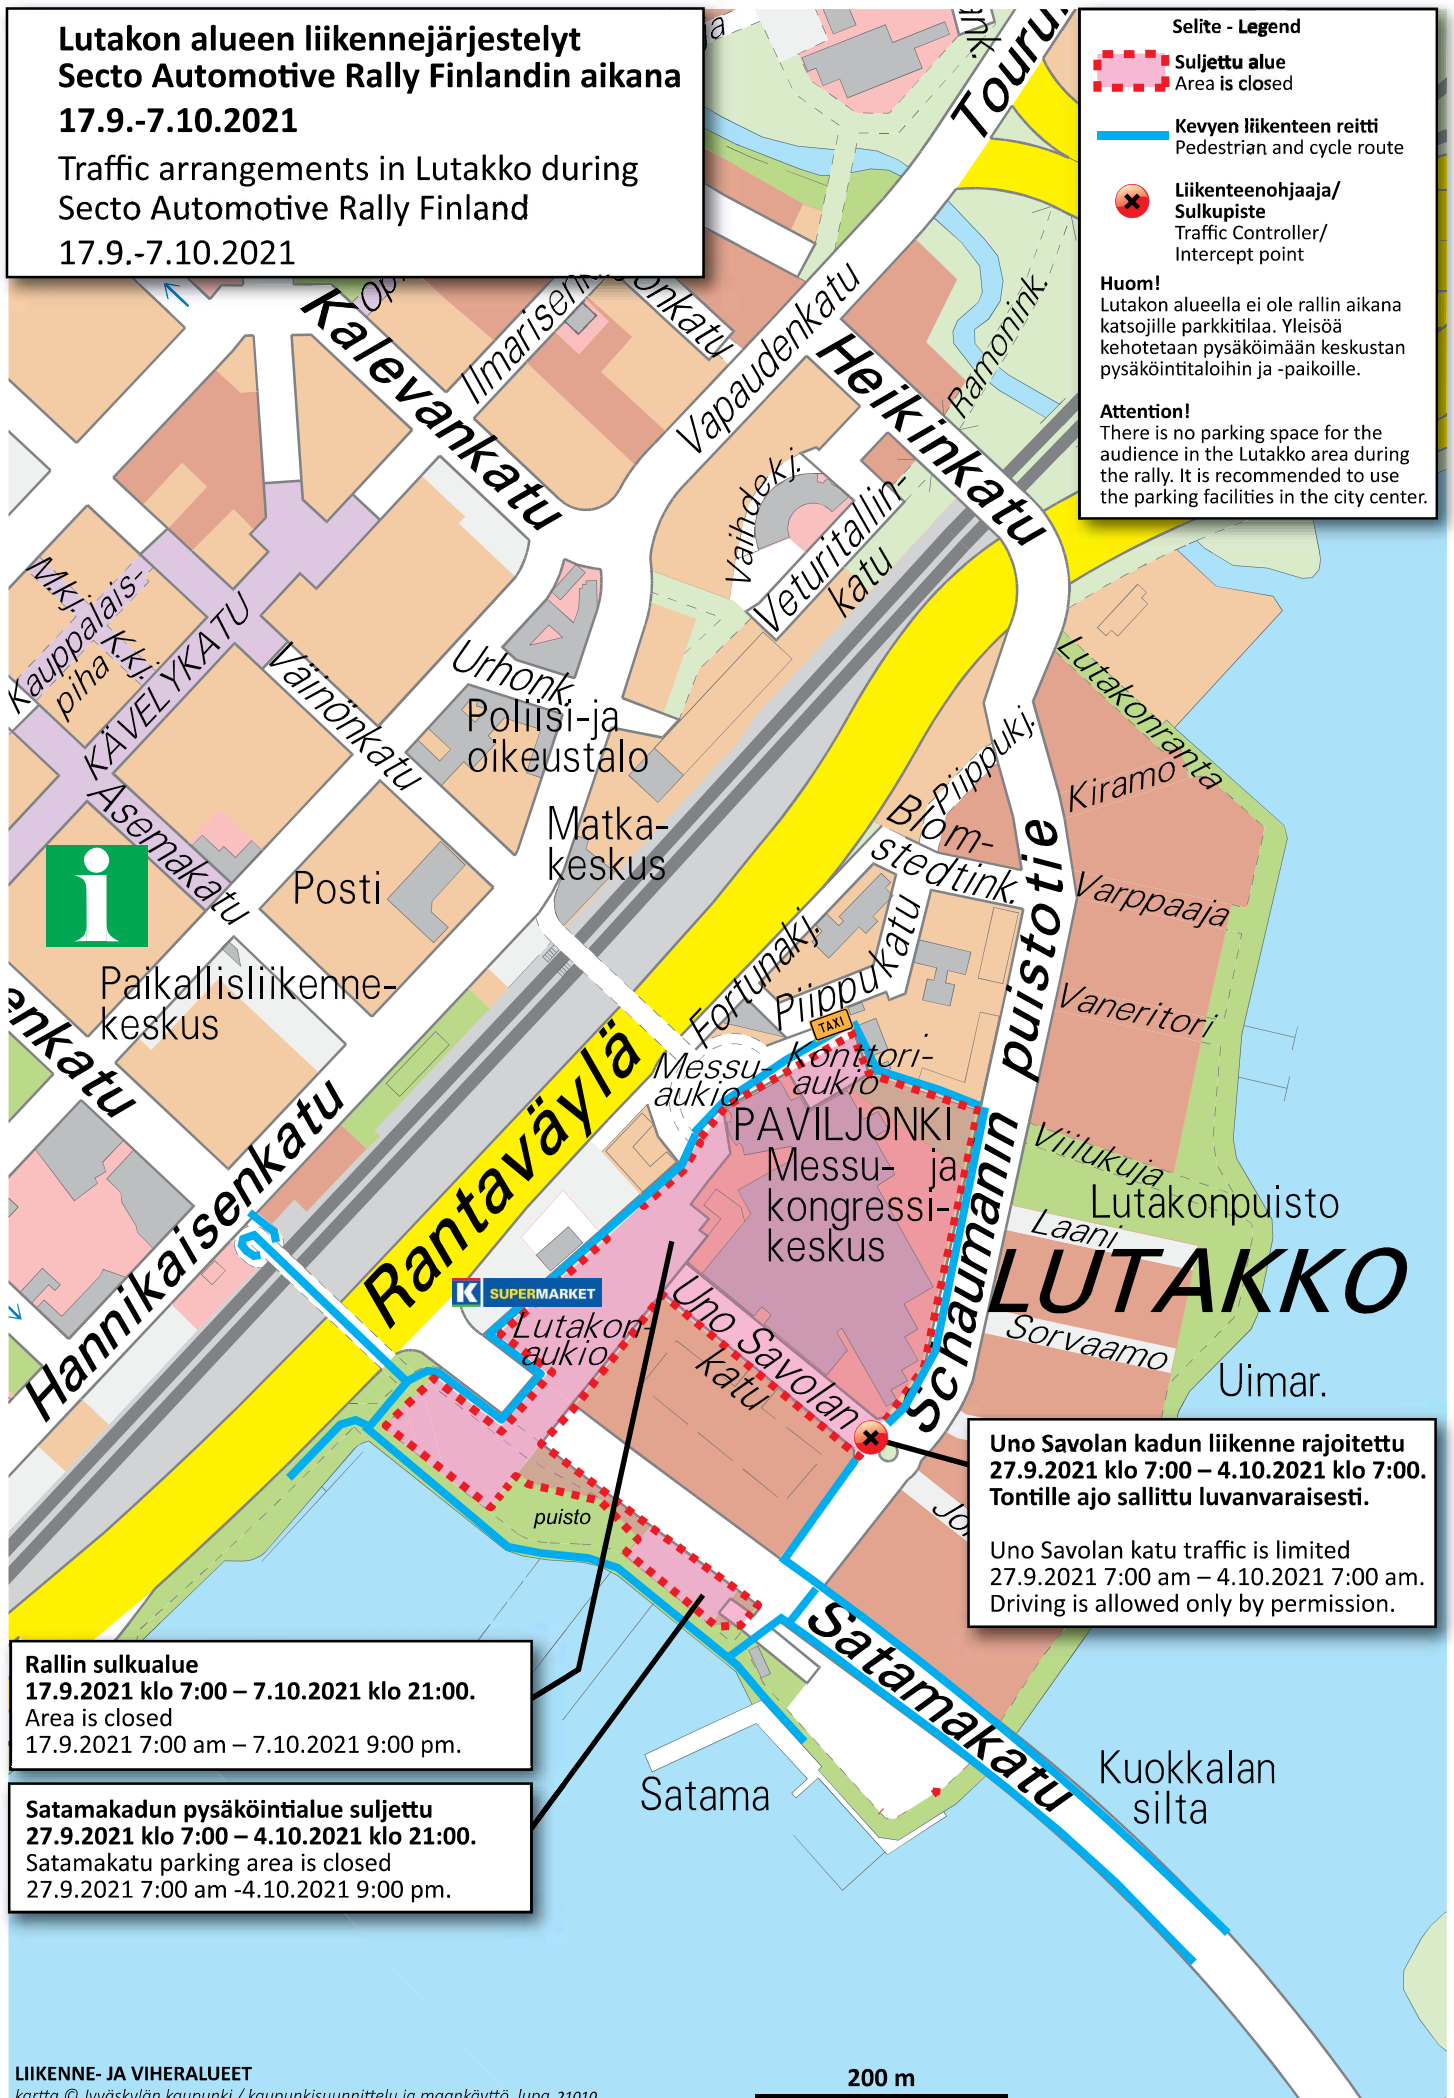 Lutakon alueen liikennejärjestelyt
Secto Automotive Rally Finlandin aikana
17.9.-7.10.2021
Traffic arrangements in Lutakko during
Secto Automotive Rally Finland
17.9.-7.10.2021
Selite - Legend
Suljettu alue
Area is closed
Kevyen liikenteen reitti
Pedestrian and cycle route
Liikenteenohjaaja/
Sulkupiste
Traffic Controller/
Intercept point
Huom!
Lutakon alueella ei ole rallin aikana
katsojille parkkitilaa. Yleisöä
kehotetaan pysäköimään keskustan
pysäköintitaloihin ja -paikoille.
Attention!
There is no parking space for the
audience in the Lutakko area during
the rally. It is recommended to use
the parking facilities in the city center.
Kalevankatu
Vapaudenkatu
Heikinkatu
Ramonink.
Vaihdekj.
Veturitallin-
katu
M.kj.
Kauppalais-
piha
K.kj.
KÄVELYKATU
Väinönkatu
Asemakatu
Urhonk.
Poliisi-ja
oikeustalo
Matka-
keskus
Posti
i
Paikallisliikenne-
keskus
Hannikaisenkatu
Rantaväylä
Lutakonranta
Piippukj.
Kiramo
Blom-
stedtink.
Varppaaja
Fortunakj.
Piippukatu
Vaneritori
TAXI
Messu-
aukio
Konttori-
aukio
PAVILJONKI
Messu- ja
kongressi-
keskus
Schaumanin puistotie
Viilukuja
Lutakonpuisto
Laani
LUTAKKO
Sorvaamo
Uimar.
K SUPERMARKET
Lutakon-
aukio
Uno Savolan
katu
puisto
Uno Savolan kadun liikenne rajoitettu
27.9.2021 klo 7:00 – 4.10.2021 klo 7:00.
Tontille ajo sallittu luvanvaraisesti.
Uno Savolan katu traffic is limited
27.9.2021 7:00 am – 4.10.2021 7:00 am.
Driving is allowed only by permission.
Rallin sulkualue
17.9.2021 klo 7:00 – 7.10.2021 klo 21:00.
Area is closed
17.9.2021 7:00 am – 7.10.2021 9:00 pm.
Satamakadun pysäköintialue suljettu
27.9.2021 klo 7:00 – 4.10.2021 klo 21:00.
Satamakatu parking area is closed
27.9.2021 7:00 am -4.10.2021 9:00 pm.
Satamakatu
Satama
Kuokkalan
silta
LIIKENNE- JA VIHERALUEET
kartta © Jyväskylän kaupunki / kaupunkisuunnittelu ja maankäyttö, lupa 21010
200 m